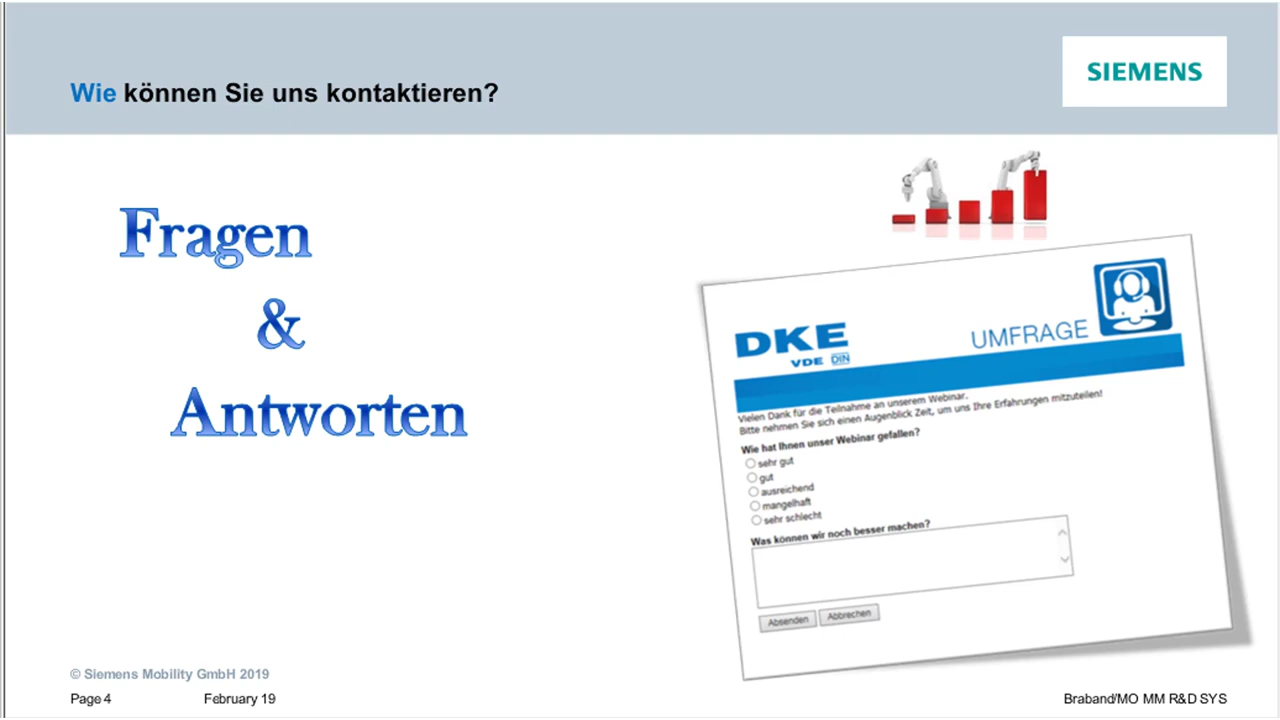 Wie können Sie uns kontaktieren?
SIEMENS
Fragen
&
Antworten
DKE
VDE DIN
UMFRAGE
Vielen Dank für die Teilnahme an unserem Webinar.
Bitte nehmen Sie sich einen Augenblick Zeit, um uns Ihre Erfahrungen mitzuteilen!
Wie hat Ihnen unser Webinar gefallen?
sehr gut
gut
ausreichend
mangelhaft
sehr schlecht
Was können wir noch besser machen?
Absenden Abbrechen
© Siemens Mobility GmbH 2019
Page 4 February 19 Braband/MO MM R&D SYS